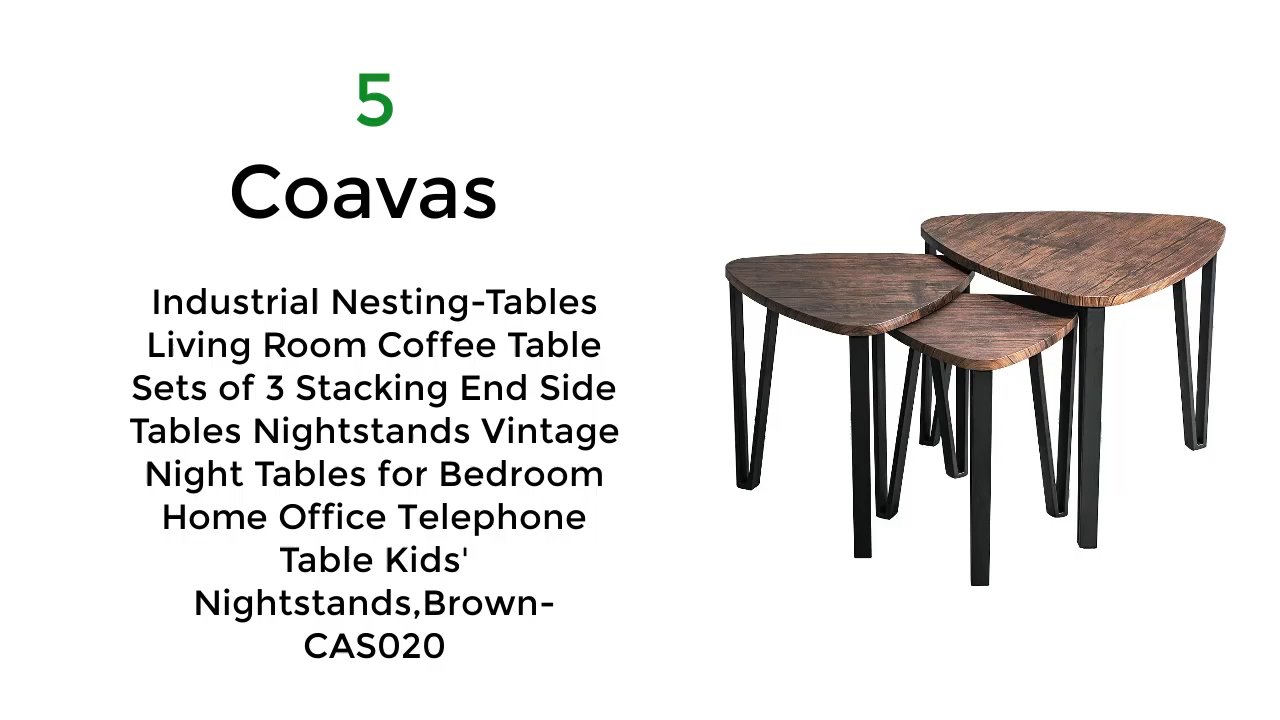 5
Coavas
Industrial Nesting-Tables
Living Room Coffee Table
Sets of 3 Stacking End Side
Tables Nightstands Vintage
Night Tables for Bedroom
Home Office Telephone
Table Kids'
Nightstands,Brown-
CAS020